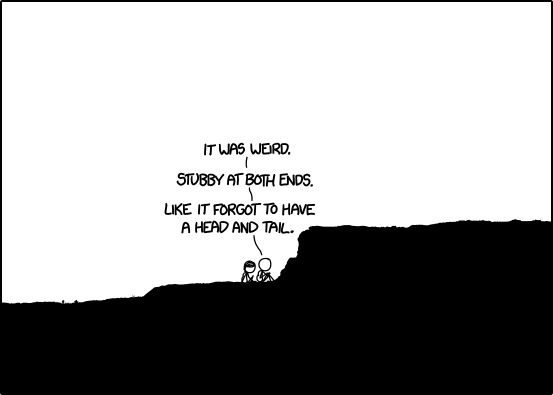 IT WAS WEIRD.
STUBBY AT BOTH ENDS.
LIKE IT FORGOT TO HAVE
A HEAD AND TAIL.